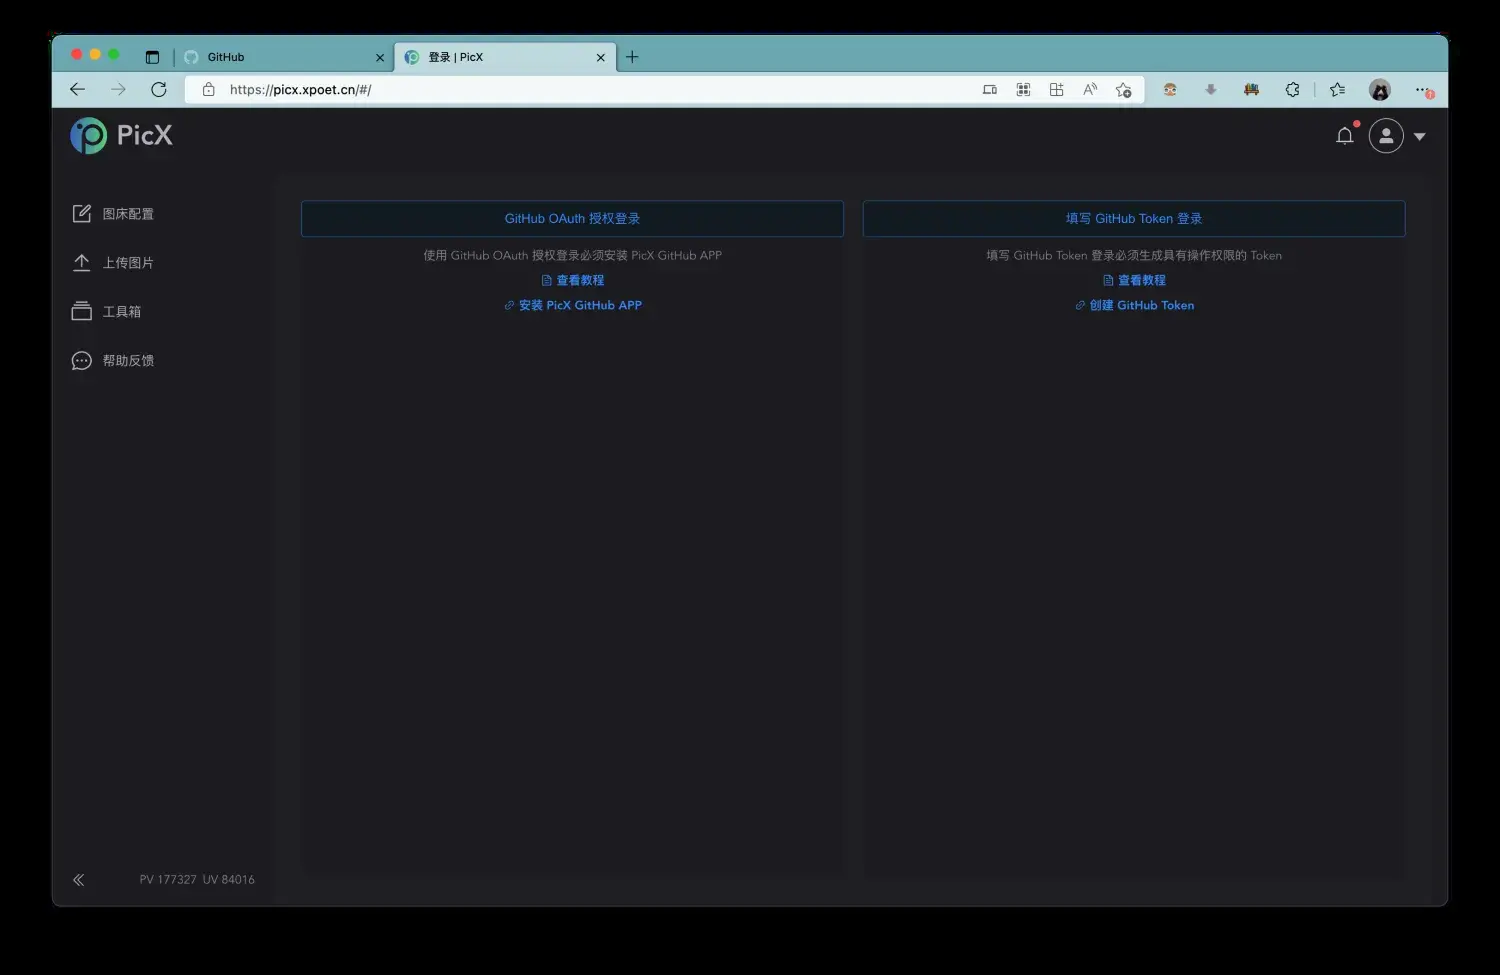 GitHub
登录 | PicX
https://picx.xpoet.cn/#/
PicX
图床配置
上传图片
工具箱
帮助反馈
GitHub OAuth 授权登录
使用 GitHub OAuth 授权登录必须安装 PicX GitHub APP
查看教程
安装 PicX GitHub APP
填写 GitHub Token 登录
填写 GitHub Token 登录必须生成具有操作权限的 Token
查看教程
创建 GitHub Token
PV 177327 UV 84016